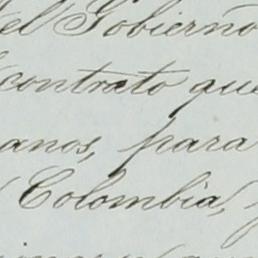 del Gobierno
contrato que
anos, para
Colombia,